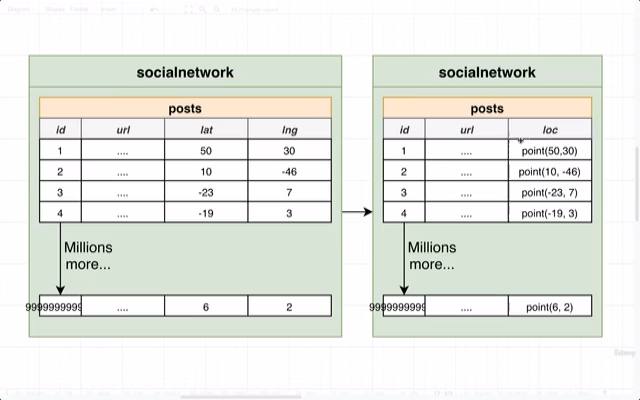 socialnetwork
posts
id url lat lng
1 .... 50 30
2 .... 10 -46
3 .... -23 7
4 .... -19 3
Millions
more...
9999999999 .... 6 2
socialnetwork
posts
id url loc
1 .... point(50,30)
2 .... point(10, -46)
3 .... point(-23, 7)
4 .... point(-19, 3)
Millions
more...
9999999999 .... point(6, 2)